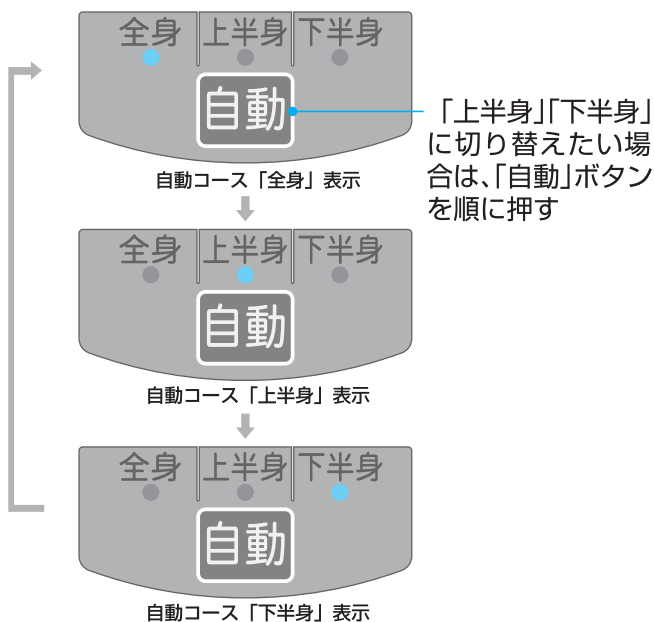 全身 上半身 下半身
自動
「上半身」「下半身」
に切り替えたい場
合は、「自動」ボタン
を順に押す
自動コース「全身」表示
全身 上半身 下半身
自動
自動コース「上半身」表示
全身 上半身 下半身
自動
自動コース「下半身」表示